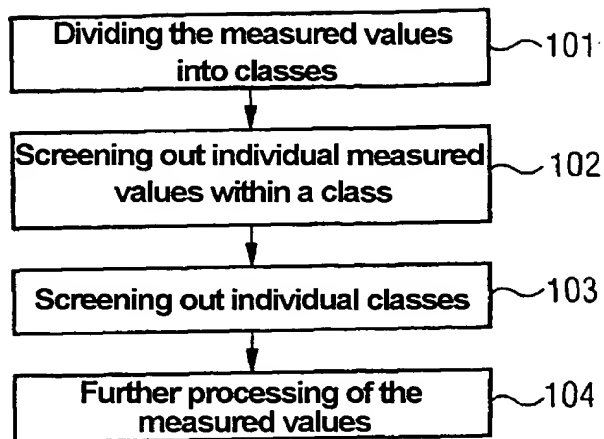 Dividing the measured values
into classes
101
Screening out individual measured
values within a class
102
Screening out individual classes
103
Further processing of the
measured values
104